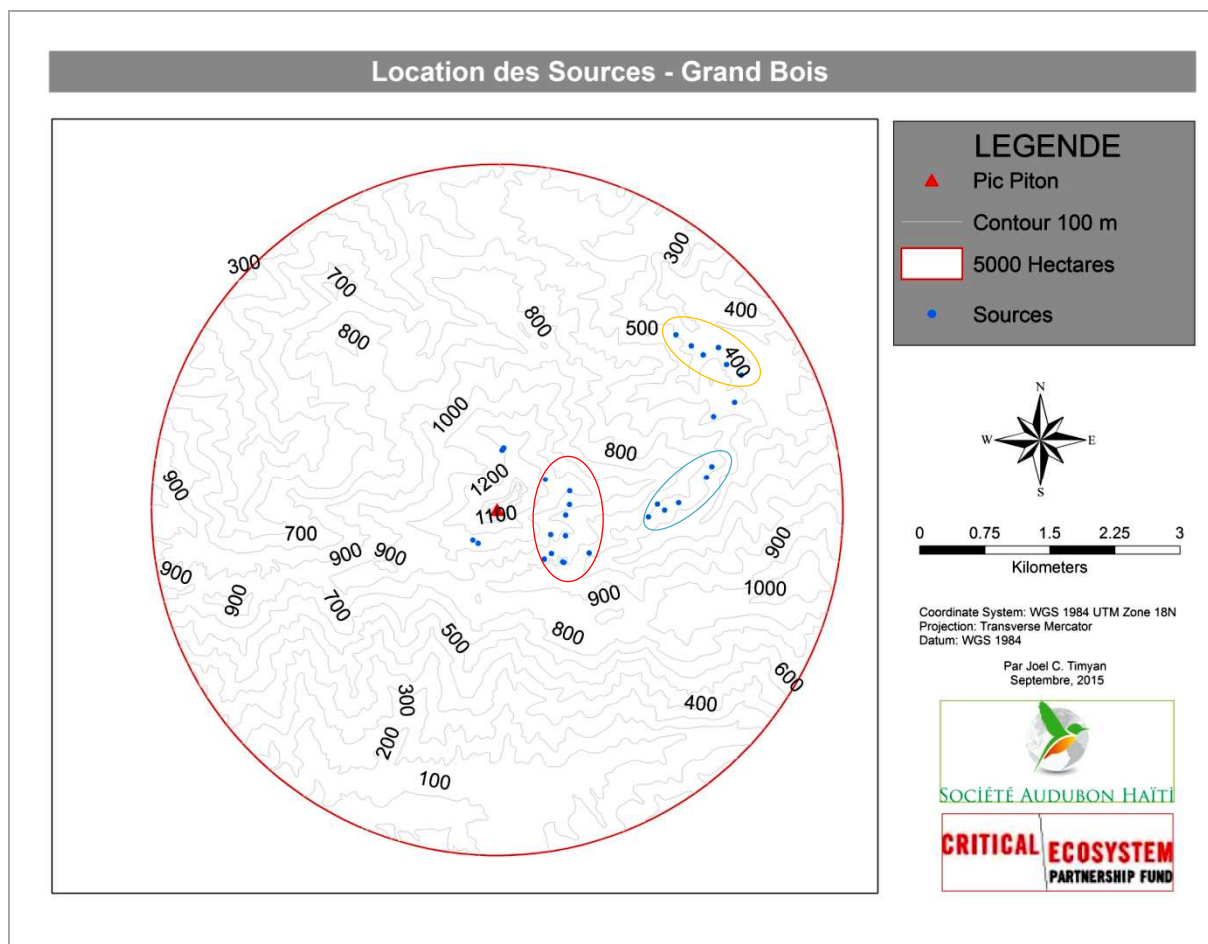 Location des Sources - Grand Bois
LEGENDE
Pic Piton
Contour 100 m
5000 Hectares
Sources
N
W E
S
0 0.75 1.5 2.25 3
Kilometers
Coordinate System: WGS 1984 UTM Zone 18N
Projection: Transverse Mercator
Datum: WGS 1984
Par Joel C. Timyan
Septembre, 2015
SOCIÉTÉ AUDUBON HAÏTI
CRITICAL ECOSYSTEM
PARTNERSHIP FUND
300
300
700
400
800
500
800
400
1000
800
1200
900
1100
700
900
900
900
900
1000
900
900
700
500
800
600
300
400
200
100